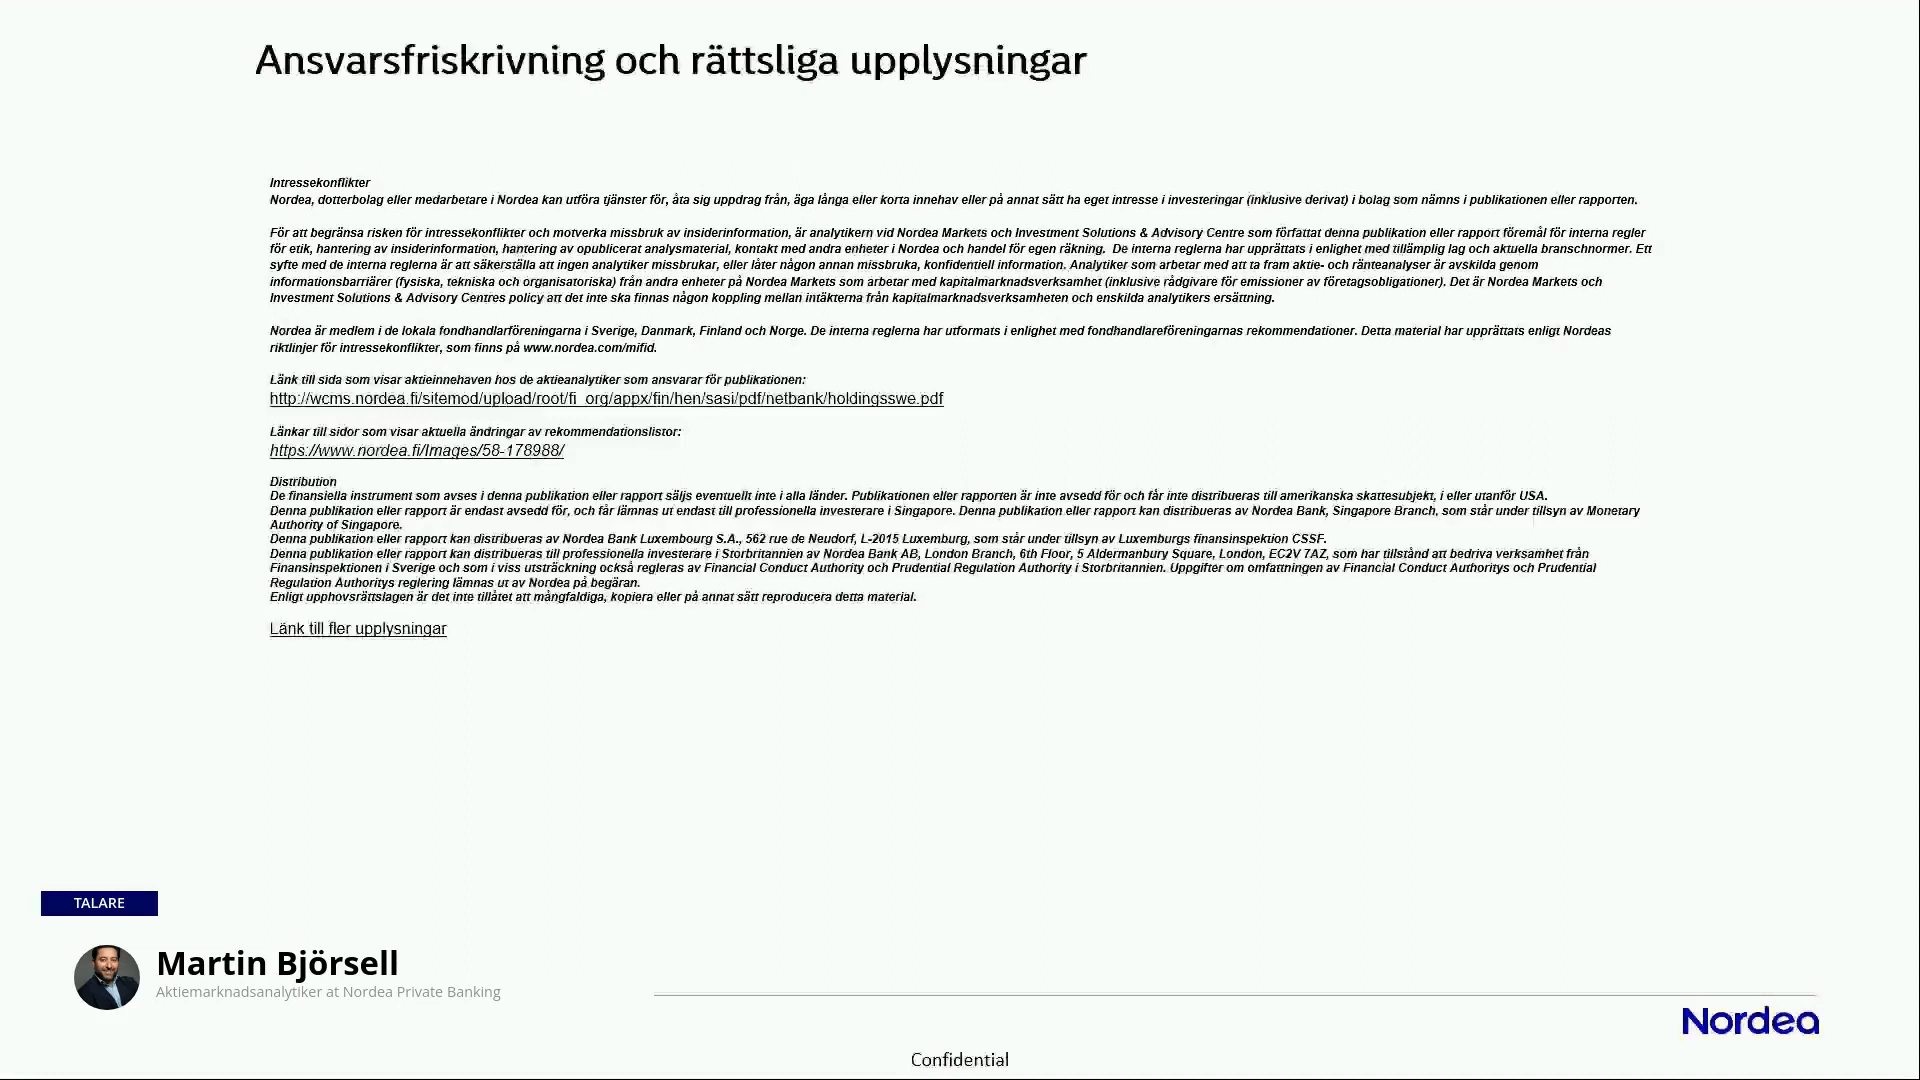 Ansvarsfriskrivning och rättsliga upplysningar
Intressekonflikter
Nordea, dotterbolag eller medarbetare i Nordea kan utföra tjänster för, åta sig uppdrag från, äga långa eller korta innehav eller på annat sätt ha eget intresse i investeringar (inklusive derivat) i bolag som nämns i publikationen eller rapporten.
För att begränsa risken för intressekonflikter och motverka missbruk av insiderinformation, är analytikern vid Nordea Markets och Investment Solutions & Advisory Centre som författat denna publikation eller rapport föremål för interna regler
för etik, hantering av insiderinformation, hantering av opublicerat analysmaterial, kontakt med andra enheter i Nordea och handel för egen räkning.  De interna reglerna har upprättats i enlighet med tillämplig lag och aktuella branschnormer. Ett
syfte med de interna reglerna är att säkerställa att ingen analytiker missbrukar, eller låter någon annan missbruka, konfidentiell information. Analytiker som arbetar med att ta fram aktie- och ränteanalyser är avskilda genom
informationsbarriärer (fysiska, tekniska och organisatoriska) från andra enheter på Nordea Markets som arbetar med kapitalmarknadsverksamhet (inklusive rådgivare för emissioner av företagsobligationer). Det är Nordea Markets och
Investment Solutions & Advisory Centres policy att det inte ska finnas någon koppling mellan intäkterna från kapitalmarknadsverksamheten och enskilda analytikers ersättning.
Nordea är medlem i de lokala fondhandlarföreningarna i Sverige, Danmark, Finland och Norge. De interna reglerna har utformats i enlighet med fondhandlareföreningarnas rekommendationer. Detta material har upprättats enligt Nordeas
riktlinjer för intressekonflikter, som finns på www.nordea.com/mifid.
Länk till sida som visar aktieinnehaven hos de aktieanalytiker som ansvarar för publikationen:
http://wcms.nordea.fi/sitemod/upload/root/fi_org/appx/fin/hen/sasi/pdf/netbank/holdingsswe.pdf
Länkar till sidor som visar aktuella ändringar av rekommendationslistor:
https://www.nordea.fi/Images/58-178988/
Distribution
De finansiella instrument som avses i denna publikation eller rapport säljs eventuellt inte i alla länder. Publikationen eller rapporten är inte avsedd för och får inte distribueras till amerikanska skattesubjekt, i eller utanför USA.
Denna publikation eller rapport är endast avsedd för, och får lämnas ut endast till professionella investerare i Singapore. Denna publikation eller rapport kan distribueras av Nordea Bank, Singapore Branch, som står under tillsyn av Monetary
Authority of Singapore.
Denna publikation eller rapport kan distribueras av Nordea Bank Luxembourg S.A., 562 rue de Neudorf, L-2015 Luxemburg, som står under tillsyn av Luxemburgs finansinspektion CSSF.
Denna publikation eller rapport kan distribueras till professionella investerare i Storbritannien av Nordea Bank AB, London Branch, 6th Floor, 5 Aldermanbury Square, London, EC2V 7AZ, som har tillstånd att bedriva verksamhet från
Finansinspektionen i Sverige och som i viss utsträckning också regleras av Financial Conduct Authority och Prudential Regulation Authority i Storbritannien. Uppgifter om omfattningen av Financial Conduct Authoritys och Prudential
Regulation Authoritys reglering lämnas ut av Nordea på begäran.
Enligt upphovsrättslagen är det inte tillåtet att mångfaldiga, kopiera eller på annat sätt reproducera detta material.
Länk till fler upplysningar
TALARE
Martin Björsell
Aktiemarknadsanalytiker at Nordea Private Banking
Nordea
Confidential